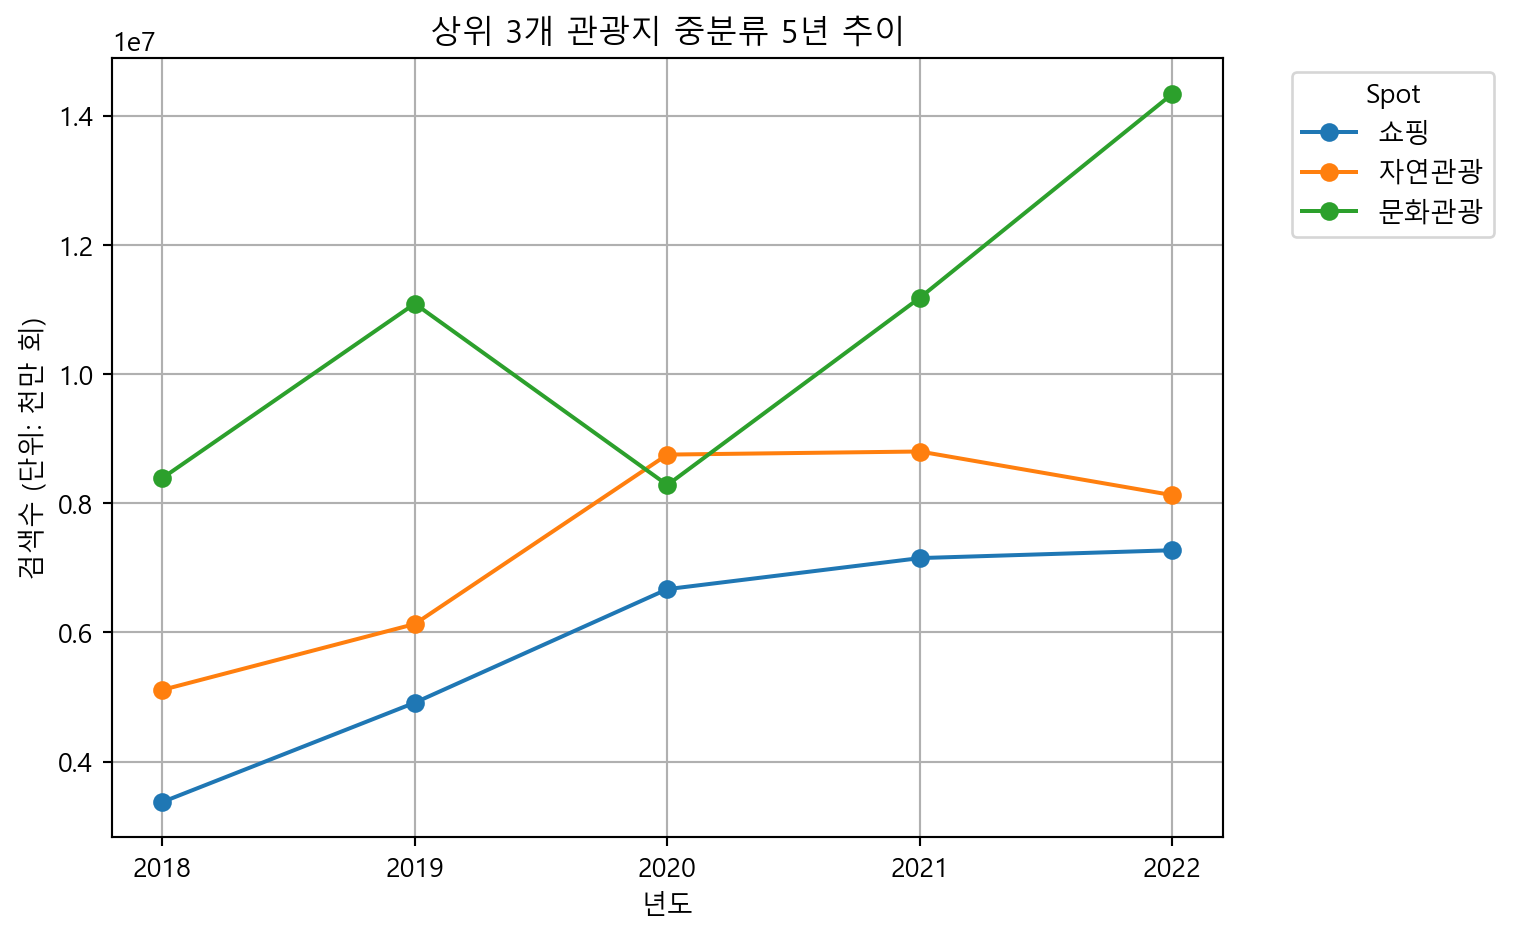 상위 3개 관광지 중분류 5년 추이
1e7
1.4
1.2
1.0
0.8
0.6
0.4
검색수 (단위: 천만 회)
2018 2019 2020 2021 2022
년도
Spot
쇼핑
자연관광
문화관광